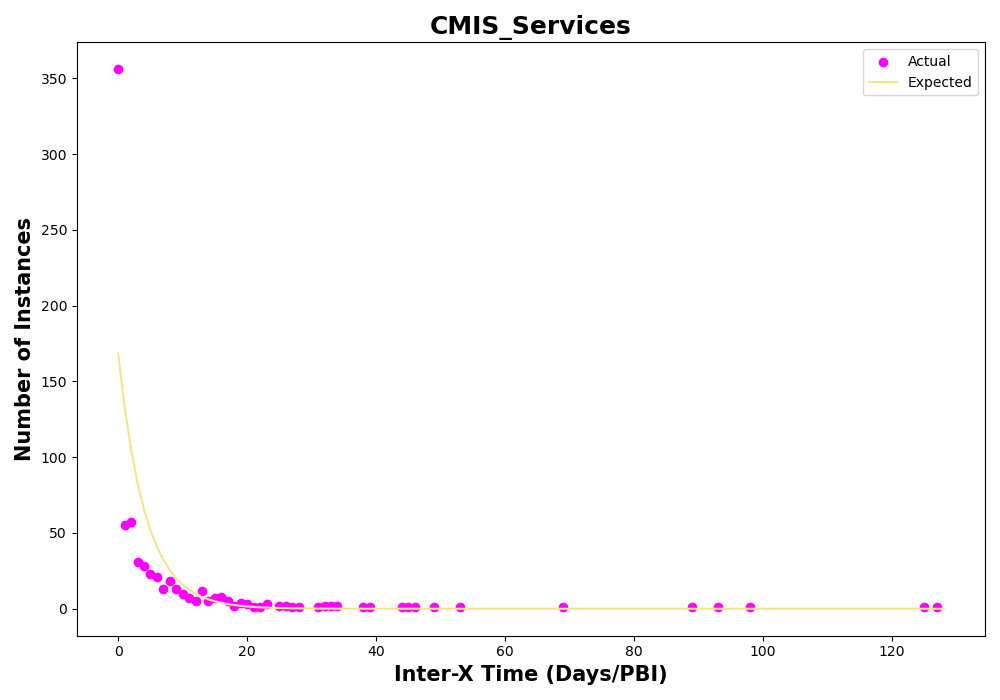 CMIS_Services
Actual
Expected
Number of Instances
350
300
250
200
150
100
50
0
0 20 40 60 80 100 120
Inter-X Time (Days/PBI)